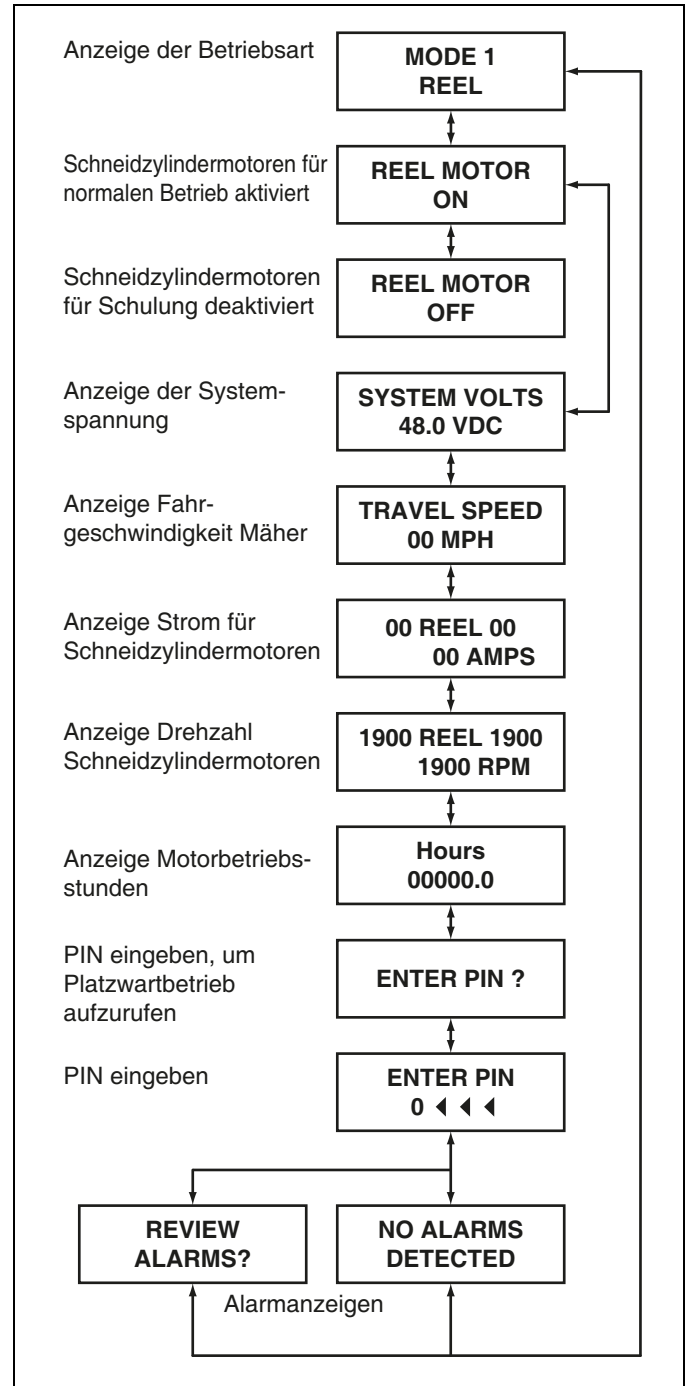 Anzeige der Betriebsart
MODE 1
REEL
Schneidzylindermotoren für
normalen Betrieb aktiviert
REEL MOTOR
ON
Schneidzylindermotoren
für Schulung deaktiviert
REEL MOTOR
OFF
Anzeige der System-
spannung
SYSTEM VOLTS
48.0 VDC
Anzeige Fahr-
geschwindigkeit Mäher
TRAVEL SPEED
00 MPH
Anzeige Strom für
Schneidzylindermotoren
00 REEL 00
00 AMPS
Anzeige Drehzahl
Schneidzylindermotoren
1900 REEL 1900
1900 RPM
Anzeige Motorbetriebs-
stunden
Hours
00000.0
PIN eingeben, um
Platzwartbetrieb
aufzurufen
ENTER PIN ?
PIN eingeben
ENTER PIN
0 ◀ ◀ ◀
REVIEW
ALARMS?
NO ALARMS
DETECTED
Alarmanzeigen